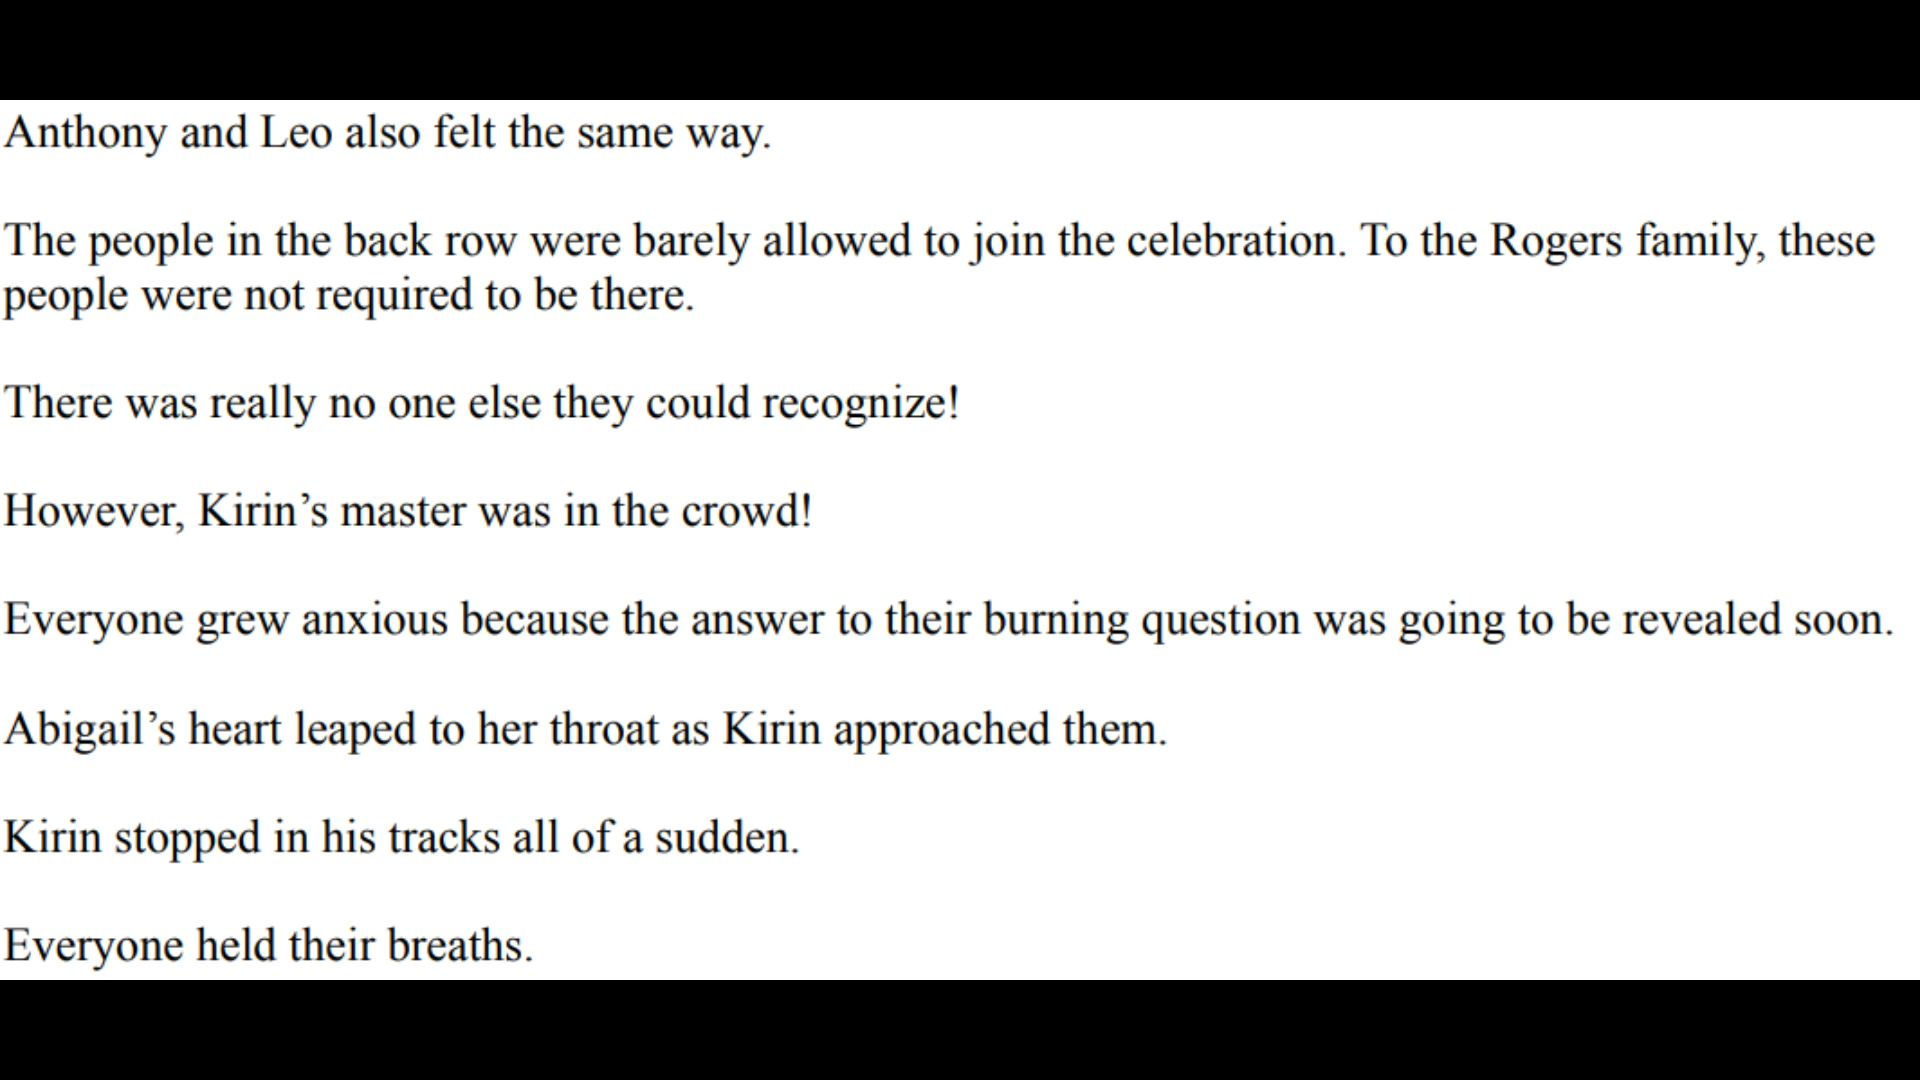 Anthony and Leo also felt the same way.
The people in the back row were barely allowed to join the celebration. To the Rogers family, these
people were not required to be there.
There was really no one else they could recognize!
However, Kirin’s master was in the crowd!
Everyone grew anxious because the answer to their burning question was going to be revealed soon.
Abigail’s heart leaped to her throat as Kirin approached them.
Kirin stopped in his tracks all of a sudden.
Everyone held their breaths.